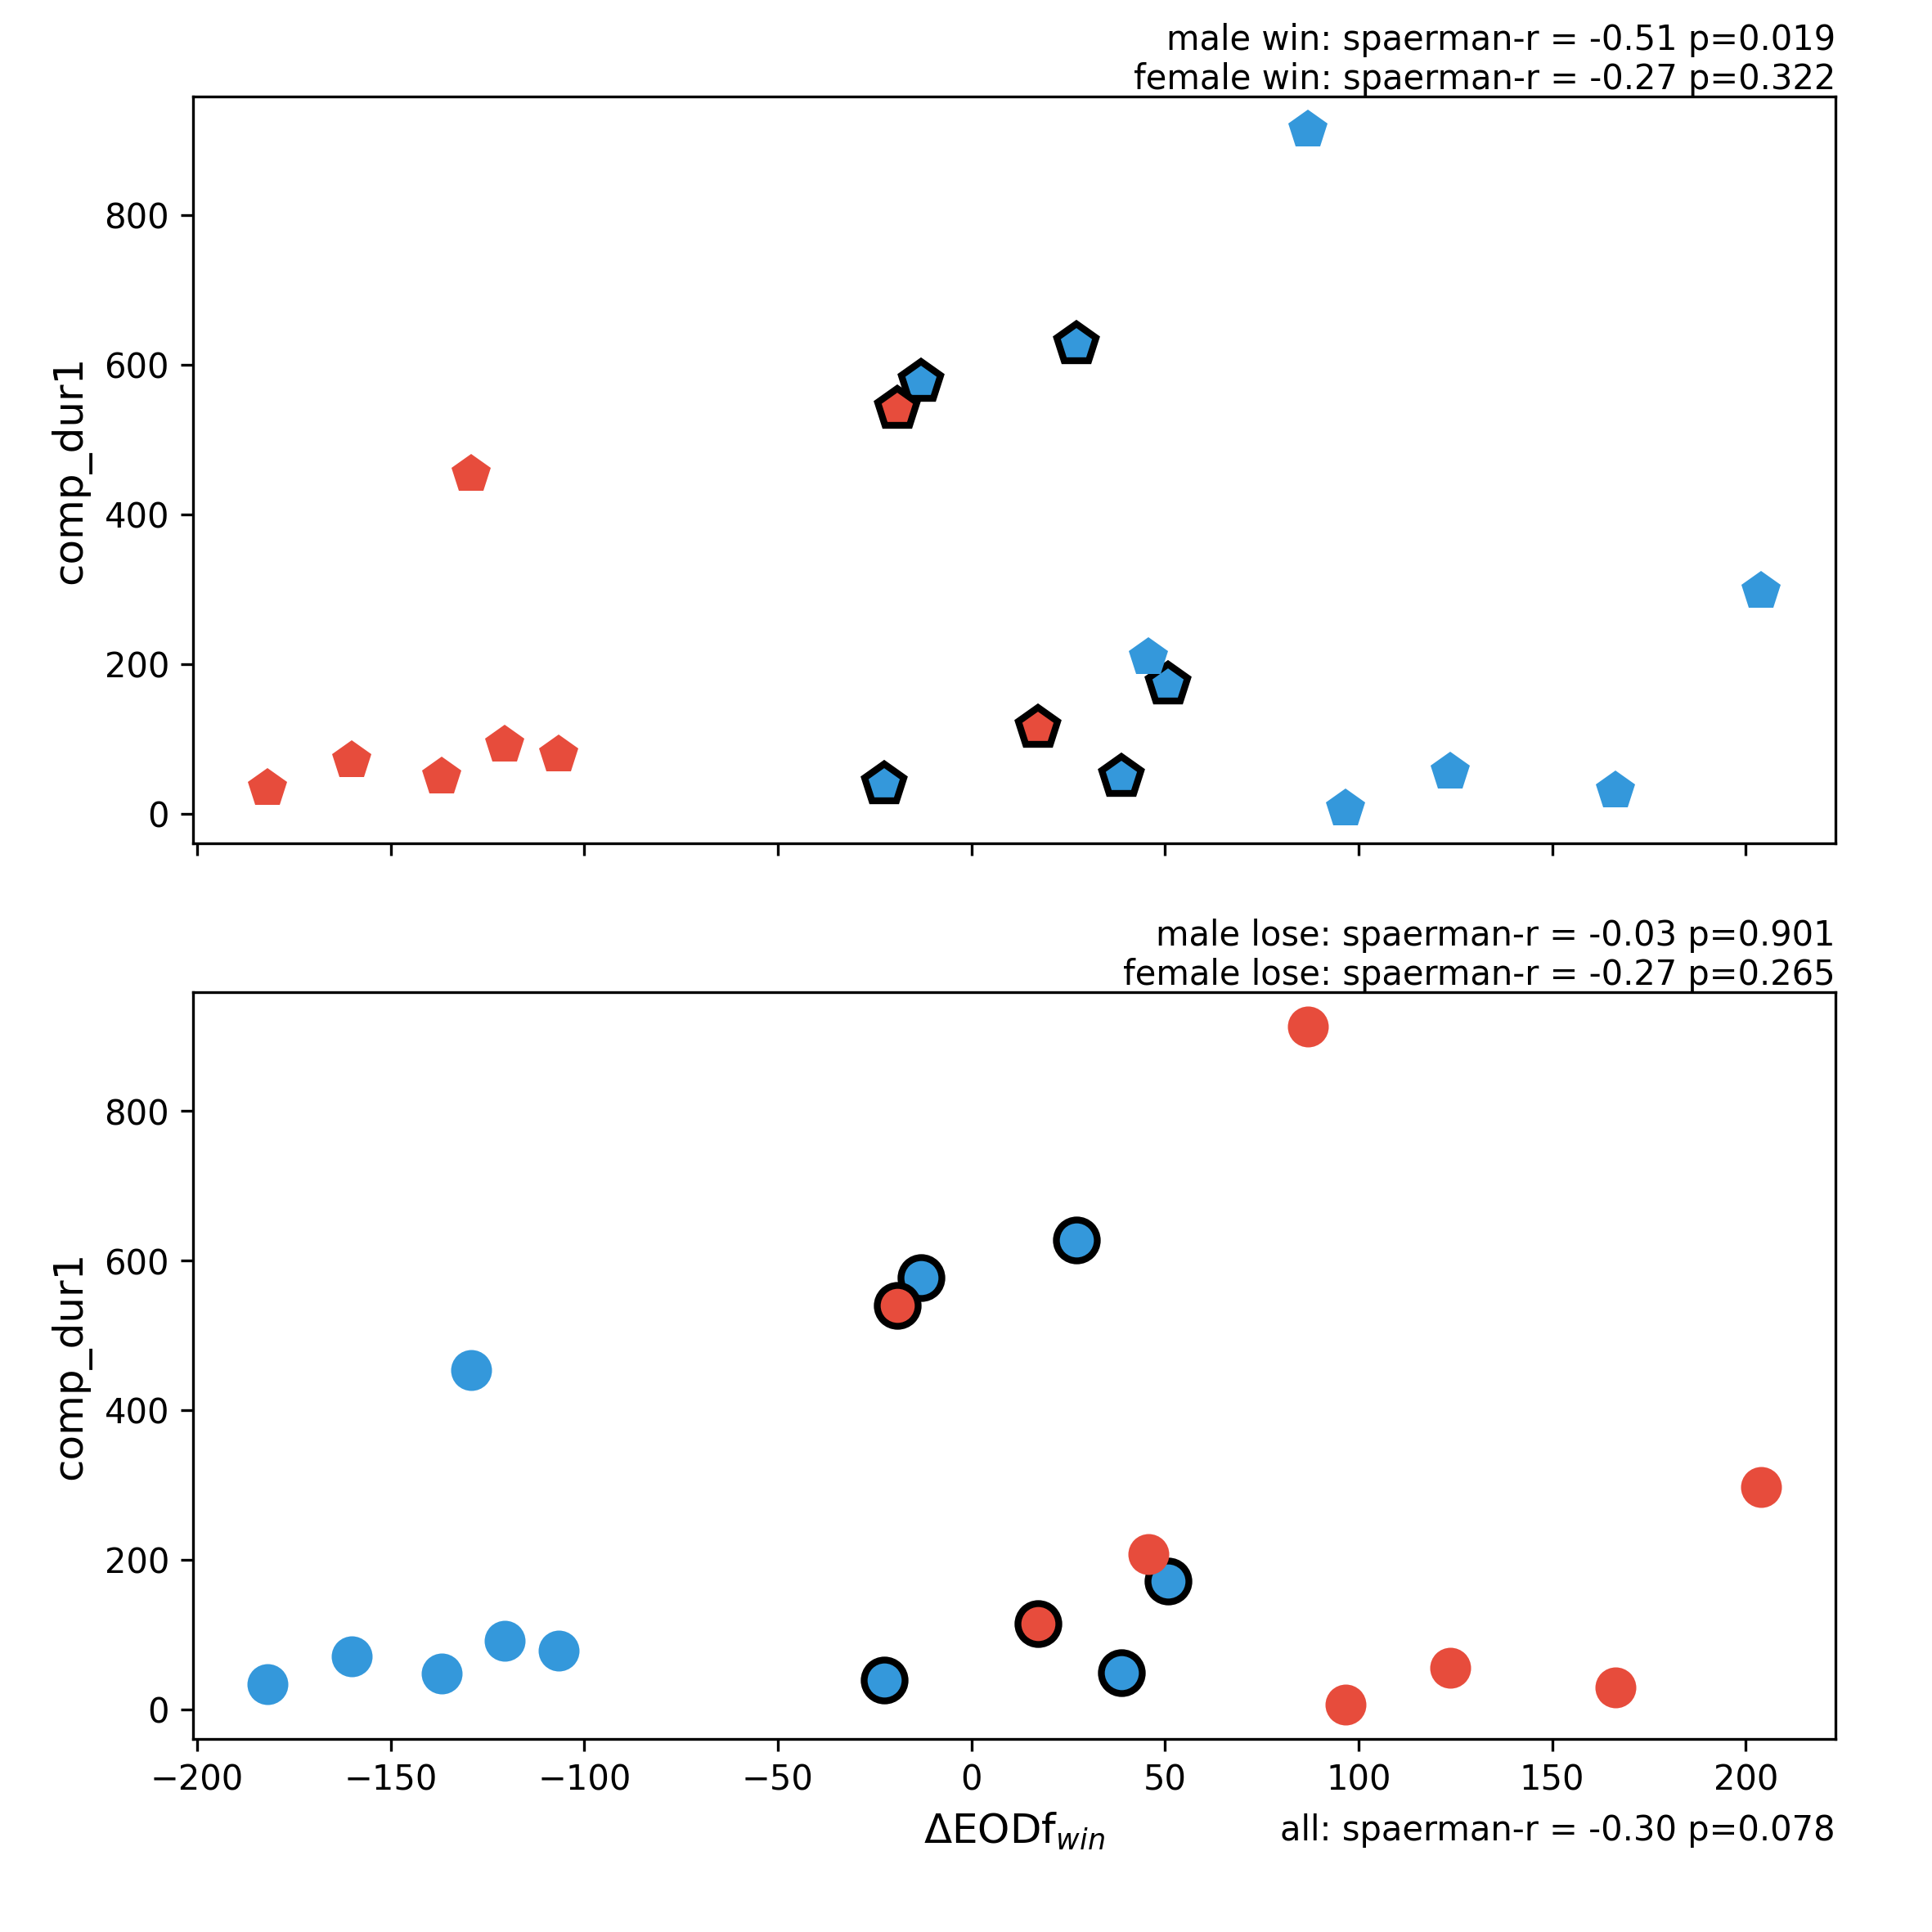 male win: spaerman-r = -0.51 p=0.019
female win: spaerman-r = -0.27 p=0.322
comp_dur1
800
600
400
200
0
male lose: spaerman-r = -0.03 p=0.901
female lose: spaerman-r = -0.27 p=0.265
comp_dur1
800
600
400
200
0
−200 −150 −100 −50 0 50 100 150 200
ΔEODfwin
all: spaerman-r = -0.30 p=0.078